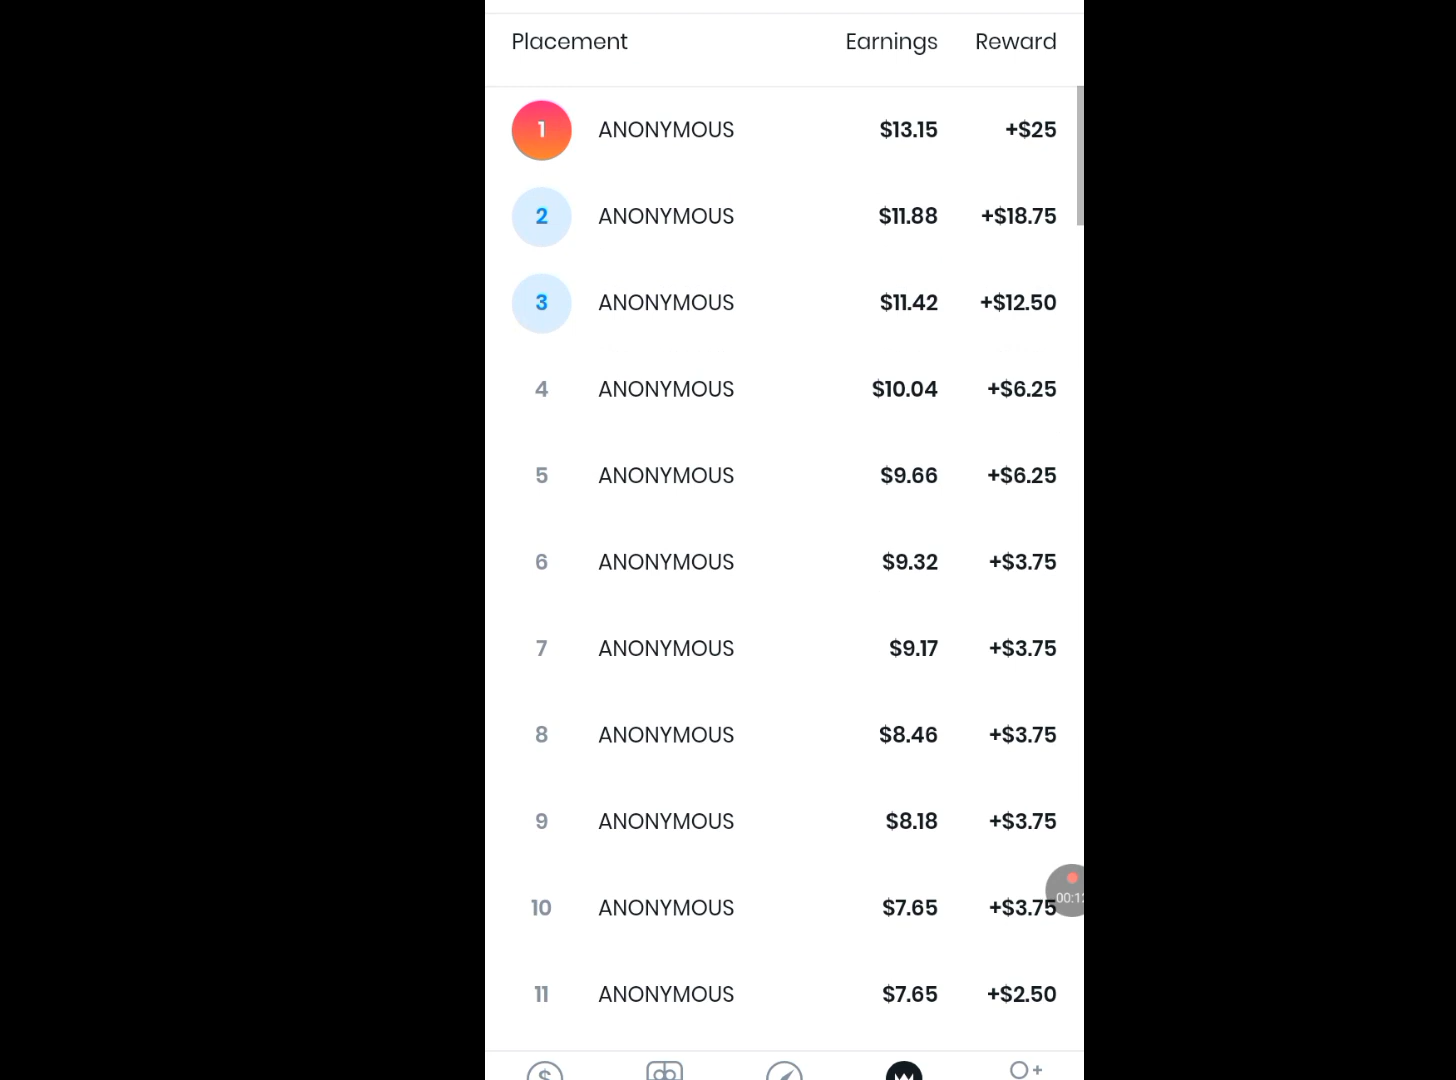 Placement Earnings Reward
1 ANONYMOUS $13.15 +$25
2 ANONYMOUS $11.88 +$18.75
3 ANONYMOUS $11.42 +$12.50
4 ANONYMOUS $10.04 +$6.25
5 ANONYMOUS $9.66 +$6.25
6 ANONYMOUS $9.32 +$3.75
7 ANONYMOUS $9.17 +$3.75
8 ANONYMOUS $8.46 +$3.75
9 ANONYMOUS $8.18 +$3.75
10 ANONYMOUS $7.65 +$3.75
11 ANONYMOUS $7.65 +$2.50